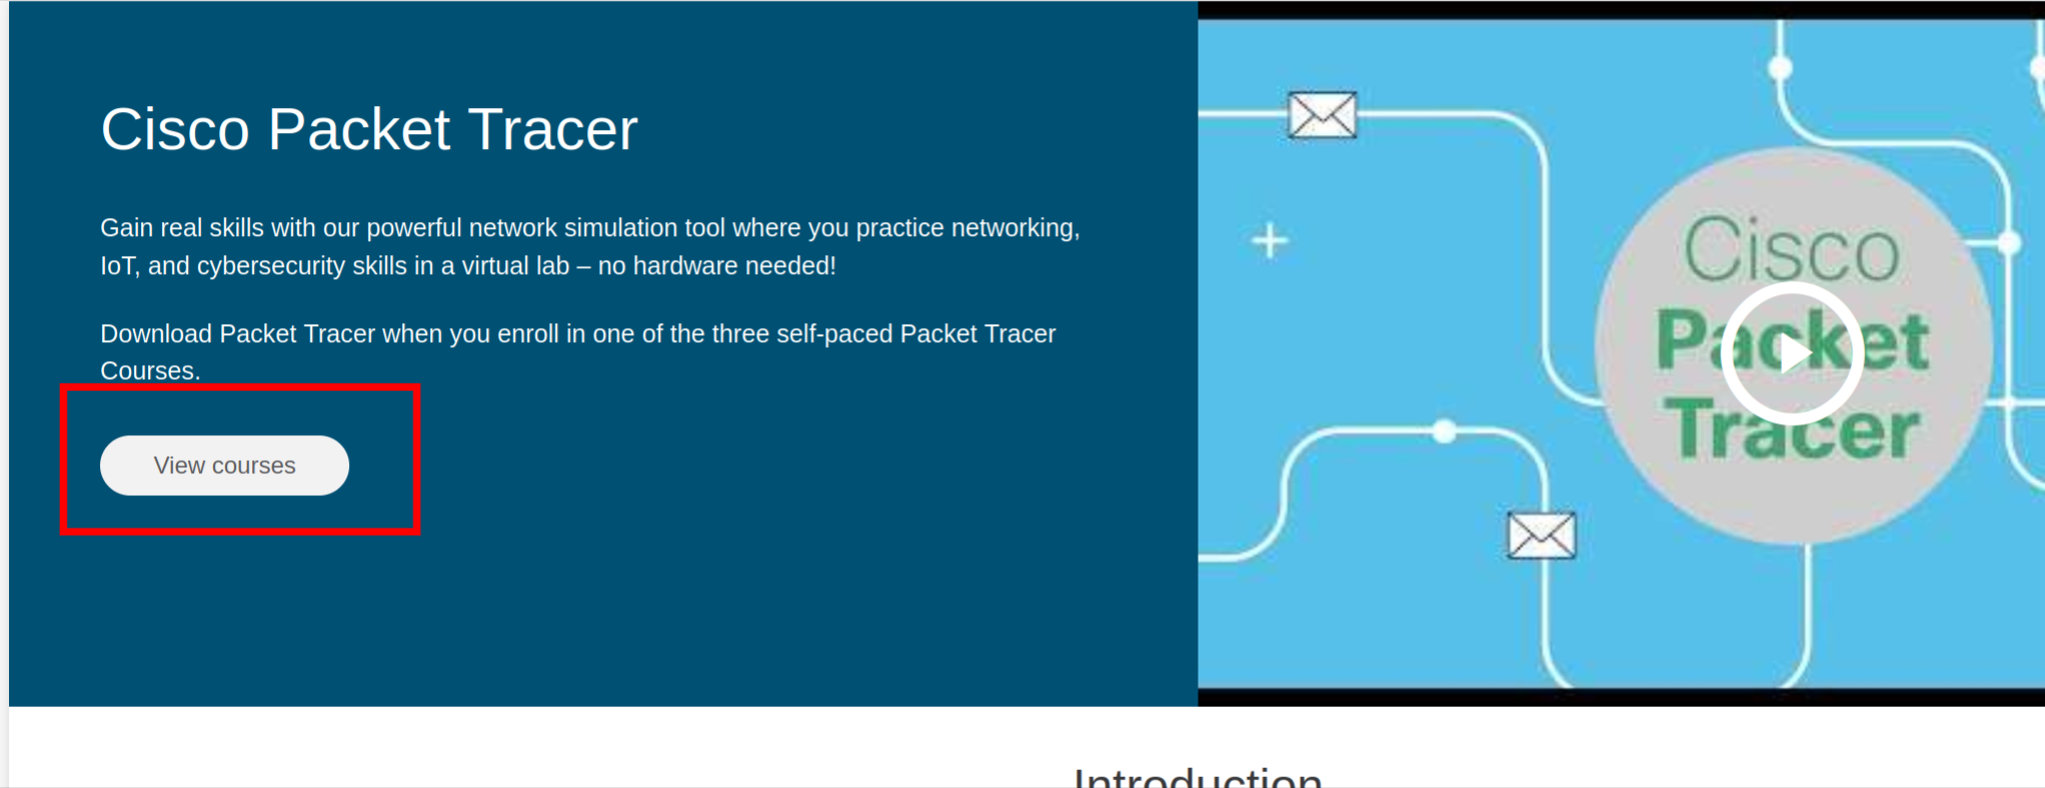 Cisco Packet Tracer
Gain real skills with our powerful network simulation tool where you practice networking,
IoT, and cybersecurity skills in a virtual lab – no hardware needed!
Download Packet Tracer when you enroll in one of the three self-paced Packet Tracer
Courses.
View courses
Cisco
Packet
Tracer
Introduction